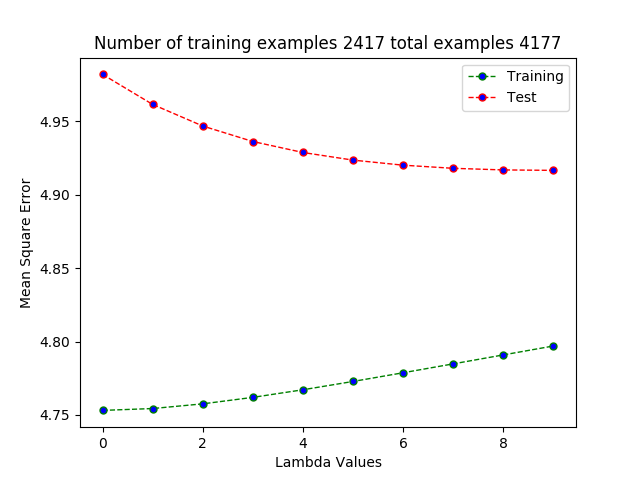 Number of training examples 2417 total examples 4177
Training
Test
4.95
4.90
4.85
4.80
4.75
Mean Square Error
0 2 4 6 8
Lambda Values